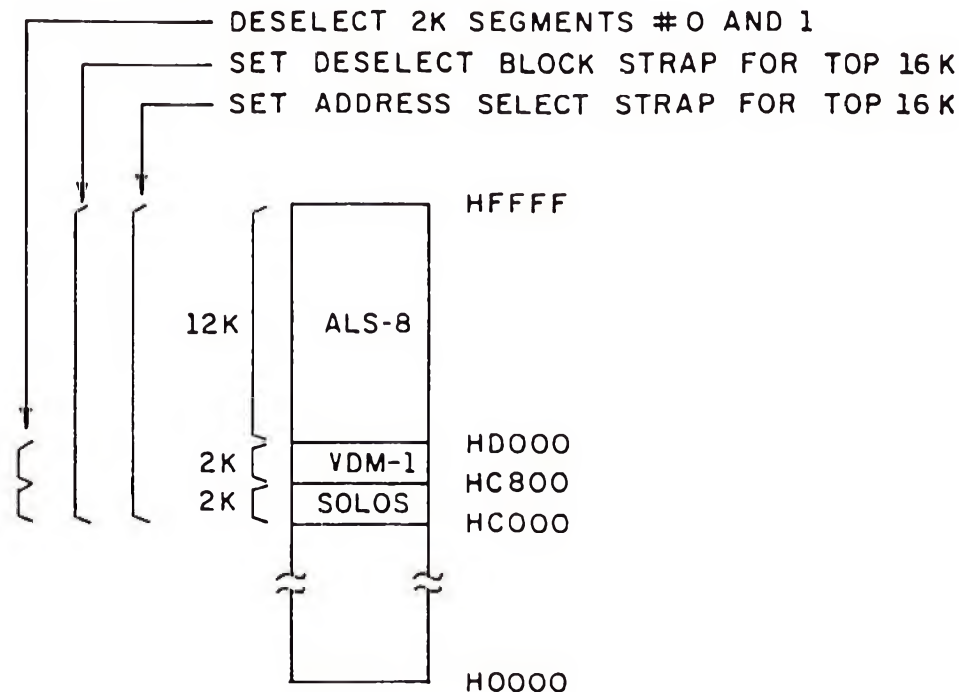 DESELECT 2K SEGMENTS #0 AND 1
SET DESELECT BLOCK STRAP FOR TOP 16K
SET ADDRESS SELECT STRAP FOR TOP 16K
HFFFF
12K ALS-8
HD000
2K VDM-1
HC800
2K SOLOS
HC000
H0000